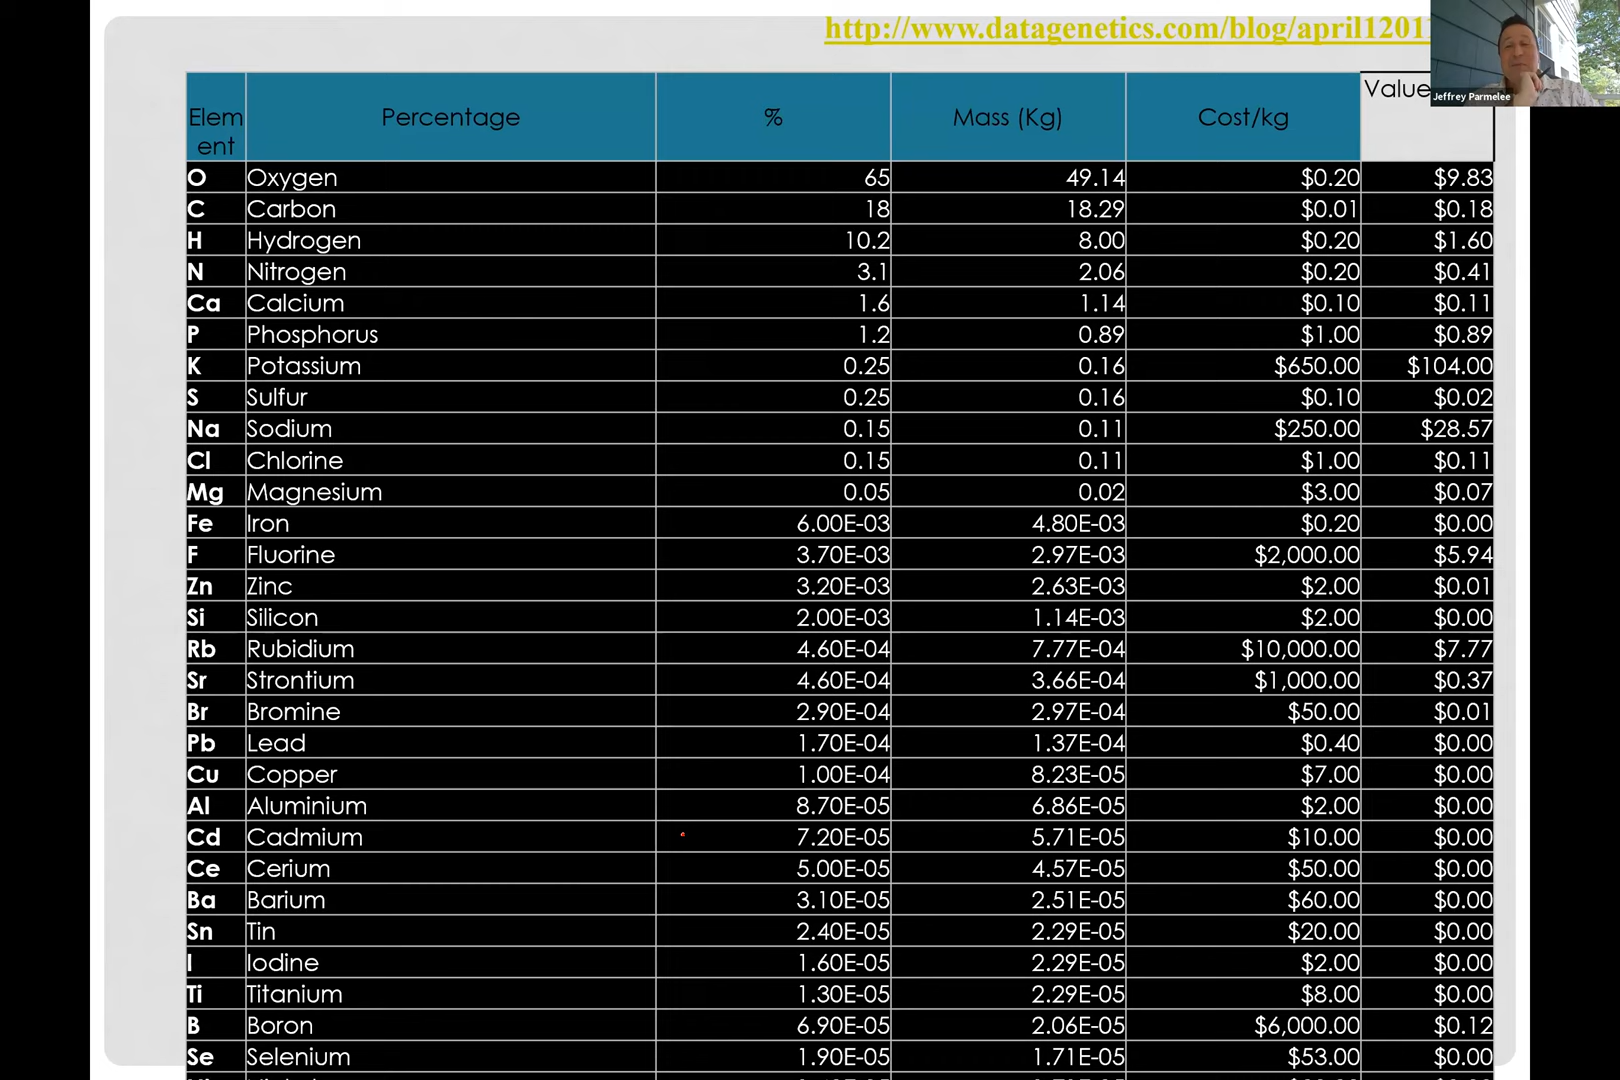 http://www.datagenetics.com/blog/april1201
Jeffrey Parmelee
Element Percentage % Mass (Kg) Cost/kg Value
O Oxygen 65 49.14 $0.20 $9.83
C Carbon 18 18.29 $0.01 $0.18
H Hydrogen 10.2 8.00 $0.20 $1.60
N Nitrogen 3.1 2.06 $0.20 $0.41
Ca Calcium 1.6 1.14 $0.10 $0.11
P Phosphorus 1.2 0.89 $1.00 $0.89
K Potassium 0.25 0.16 $650.00 $104.00
S Sulfur 0.25 0.16 $0.10 $0.02
Na Sodium 0.15 0.11 $250.00 $28.57
Cl Chlorine 0.15 0.11 $1.00 $0.11
Mg Magnesium 0.05 0.02 $3.00 $0.07
Fe Iron 6.00E-03 4.80E-03 $0.20 $0.00
F Fluorine 3.70E-03 2.97E-03 $2,000.00 $5.94
Zn Zinc 3.20E-03 2.63E-03 $2.00 $0.01
Si Silicon 2.00E-03 1.14E-03 $2.00 $0.00
Rb Rubidium 4.60E-04 7.77E-04 $10,000.00 $7.77
Sr Strontium 4.60E-04 3.66E-04 $1,000.00 $0.37
Br Bromine 2.90E-04 2.97E-04 $50.00 $0.01
Pb Lead 1.70E-04 1.37E-04 $0.40 $0.00
Cu Copper 1.00E-04 8.23E-05 $7.00 $0.00
Al Aluminium 8.70E-05 6.86E-05 $2.00 $0.00
Cd Cadmium 7.20E-05 5.71E-05 $10.00 $0.00
Ce Cerium 5.00E-05 4.57E-05 $50.00 $0.00
Ba Barium 3.10E-05 2.51E-05 $60.00 $0.00
Sn Tin 2.40E-05 2.29E-05 $20.00 $0.00
I Iodine 1.60E-05 2.29E-05 $2.00 $0.00
Ti Titanium 1.30E-05 2.29E-05 $8.00 $0.00
B Boron 6.90E-05 2.06E-05 $6,000.00 $0.12
Se Selenium 1.90E-05 1.71E-05 $53.00 $0.00